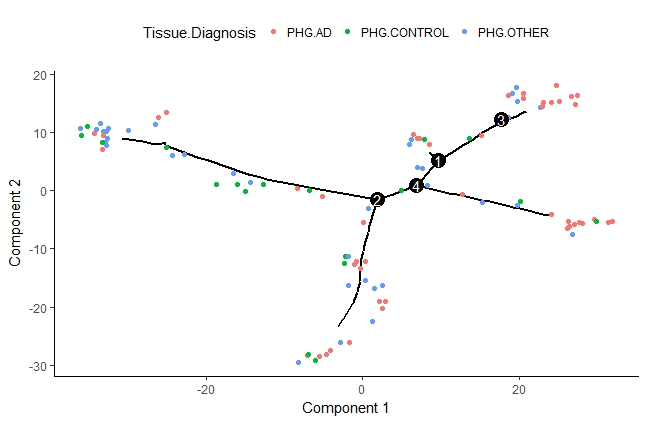 Tissue.Diagnosis PHG.AD PHG.CONTROL PHG.OTHER
20
10
0
-10
-20
-30
Component 2
3
1
4
2
-20 0 20
Component 1